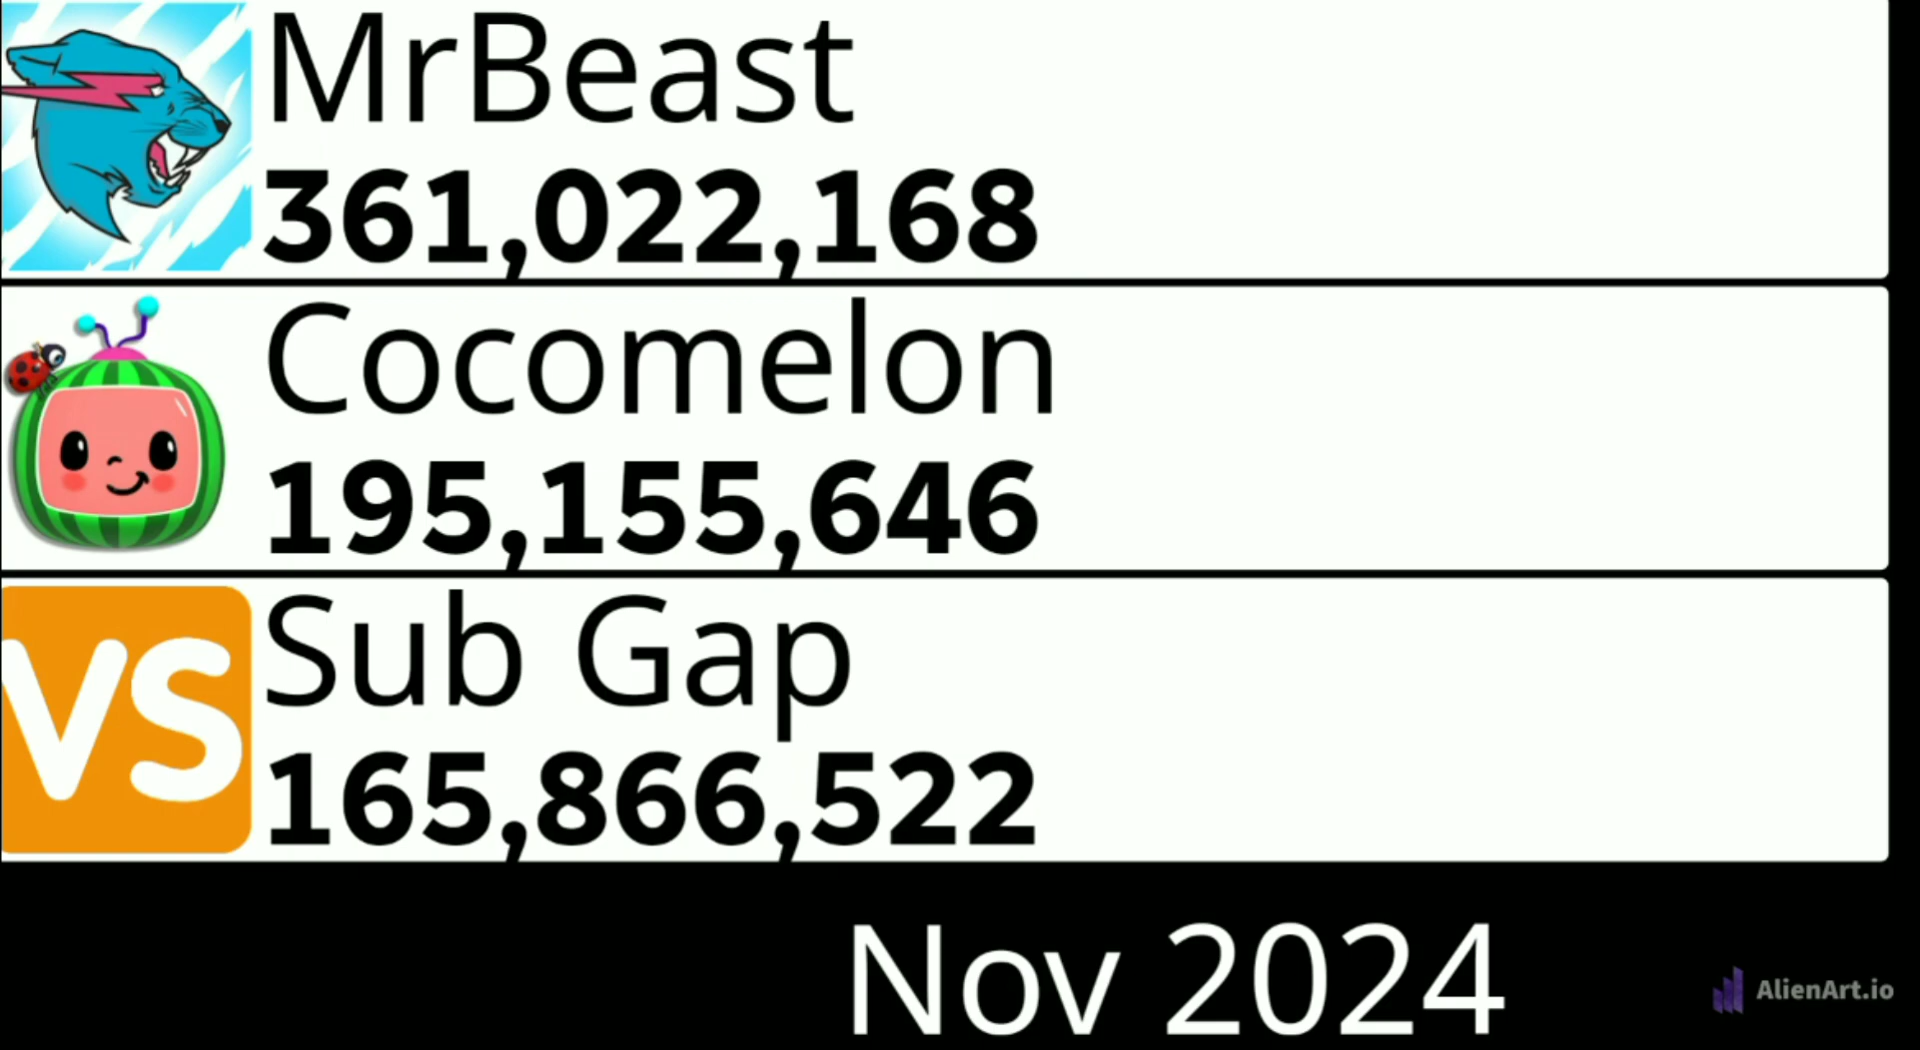 MrBeast
361,022,168
Cocomelon
195,155,646
VS
Sub Gap
165,866,522
Nov 2024
AlienArt.io